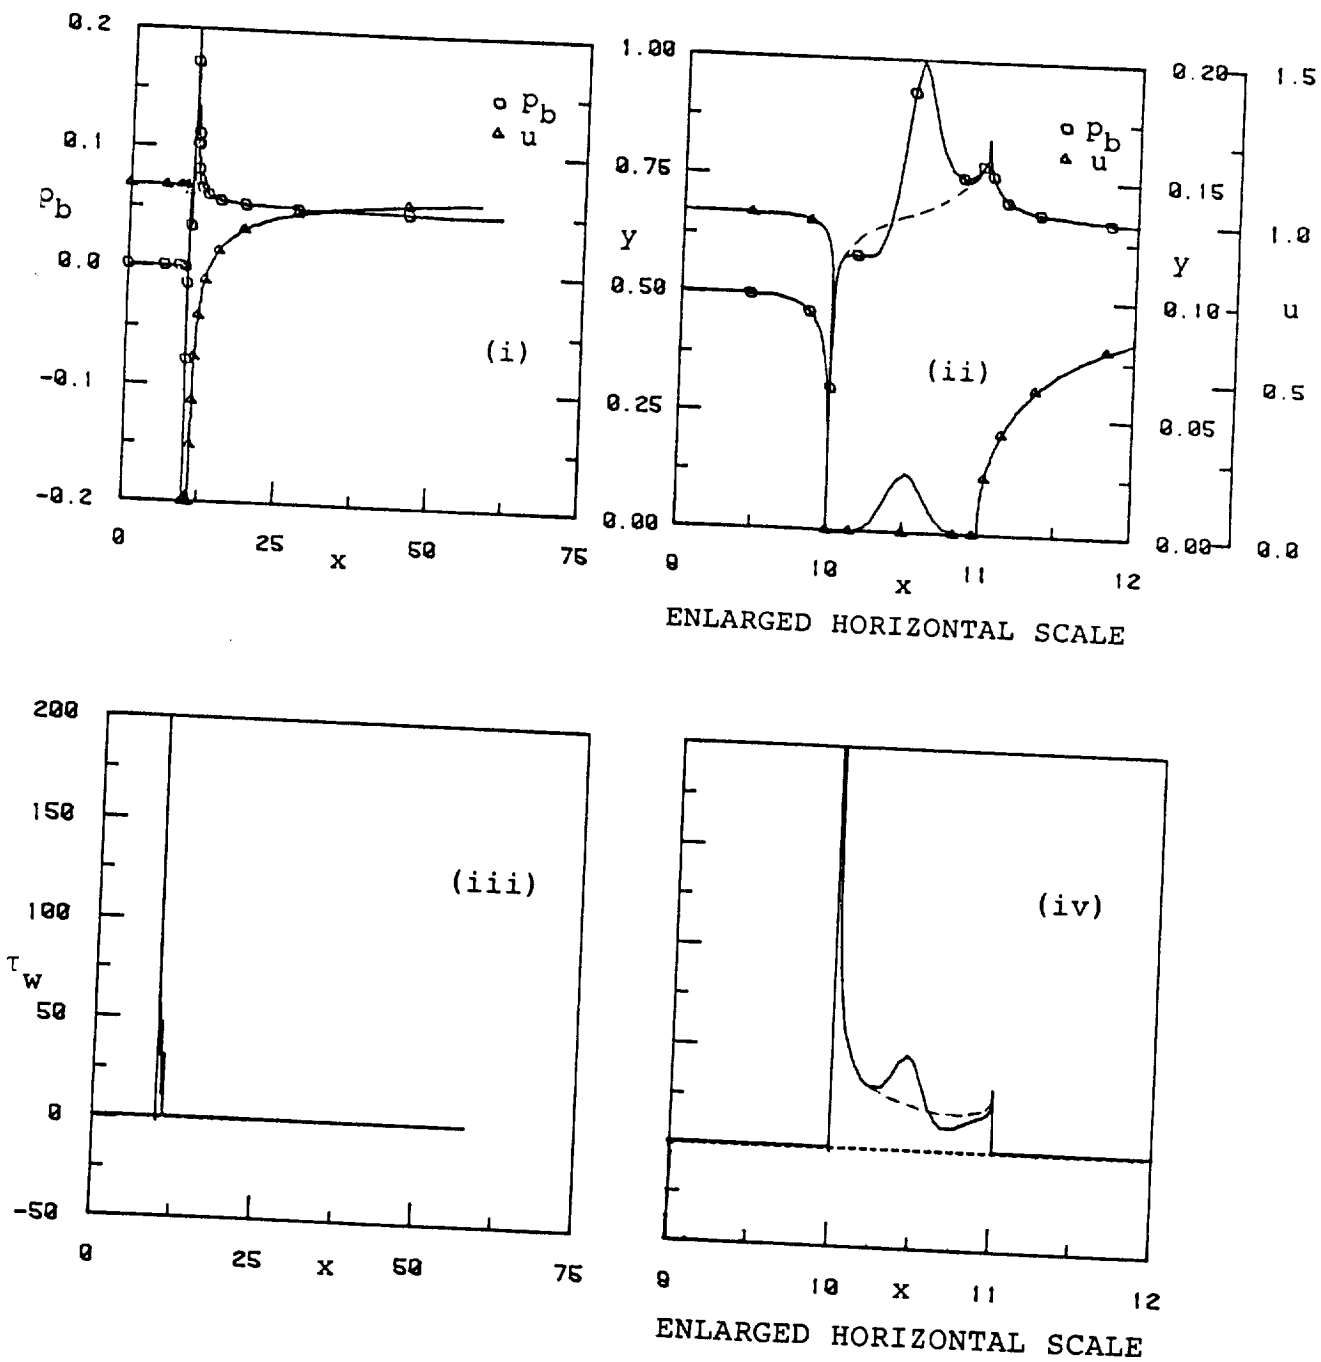 0.2
0.1
p_b
0.0
-0.1
-0.2
0
25
x
50
75
p_b
u
(i)
1.00
0.75
y
0.50
0.25
0.00
9
10
x
11
12
p_b
u
(ii)
0.20
0.15
y
0.10
0.05
0.00
1.5
1.0
u
0.5
0.0
ENLARGED HORIZONTAL SCALE
200
150
100
τ_w
50
0
-50
0
25
x
50
75
(iii)
(iv)
9
10
x
11
12
ENLARGED HORIZONTAL SCALE